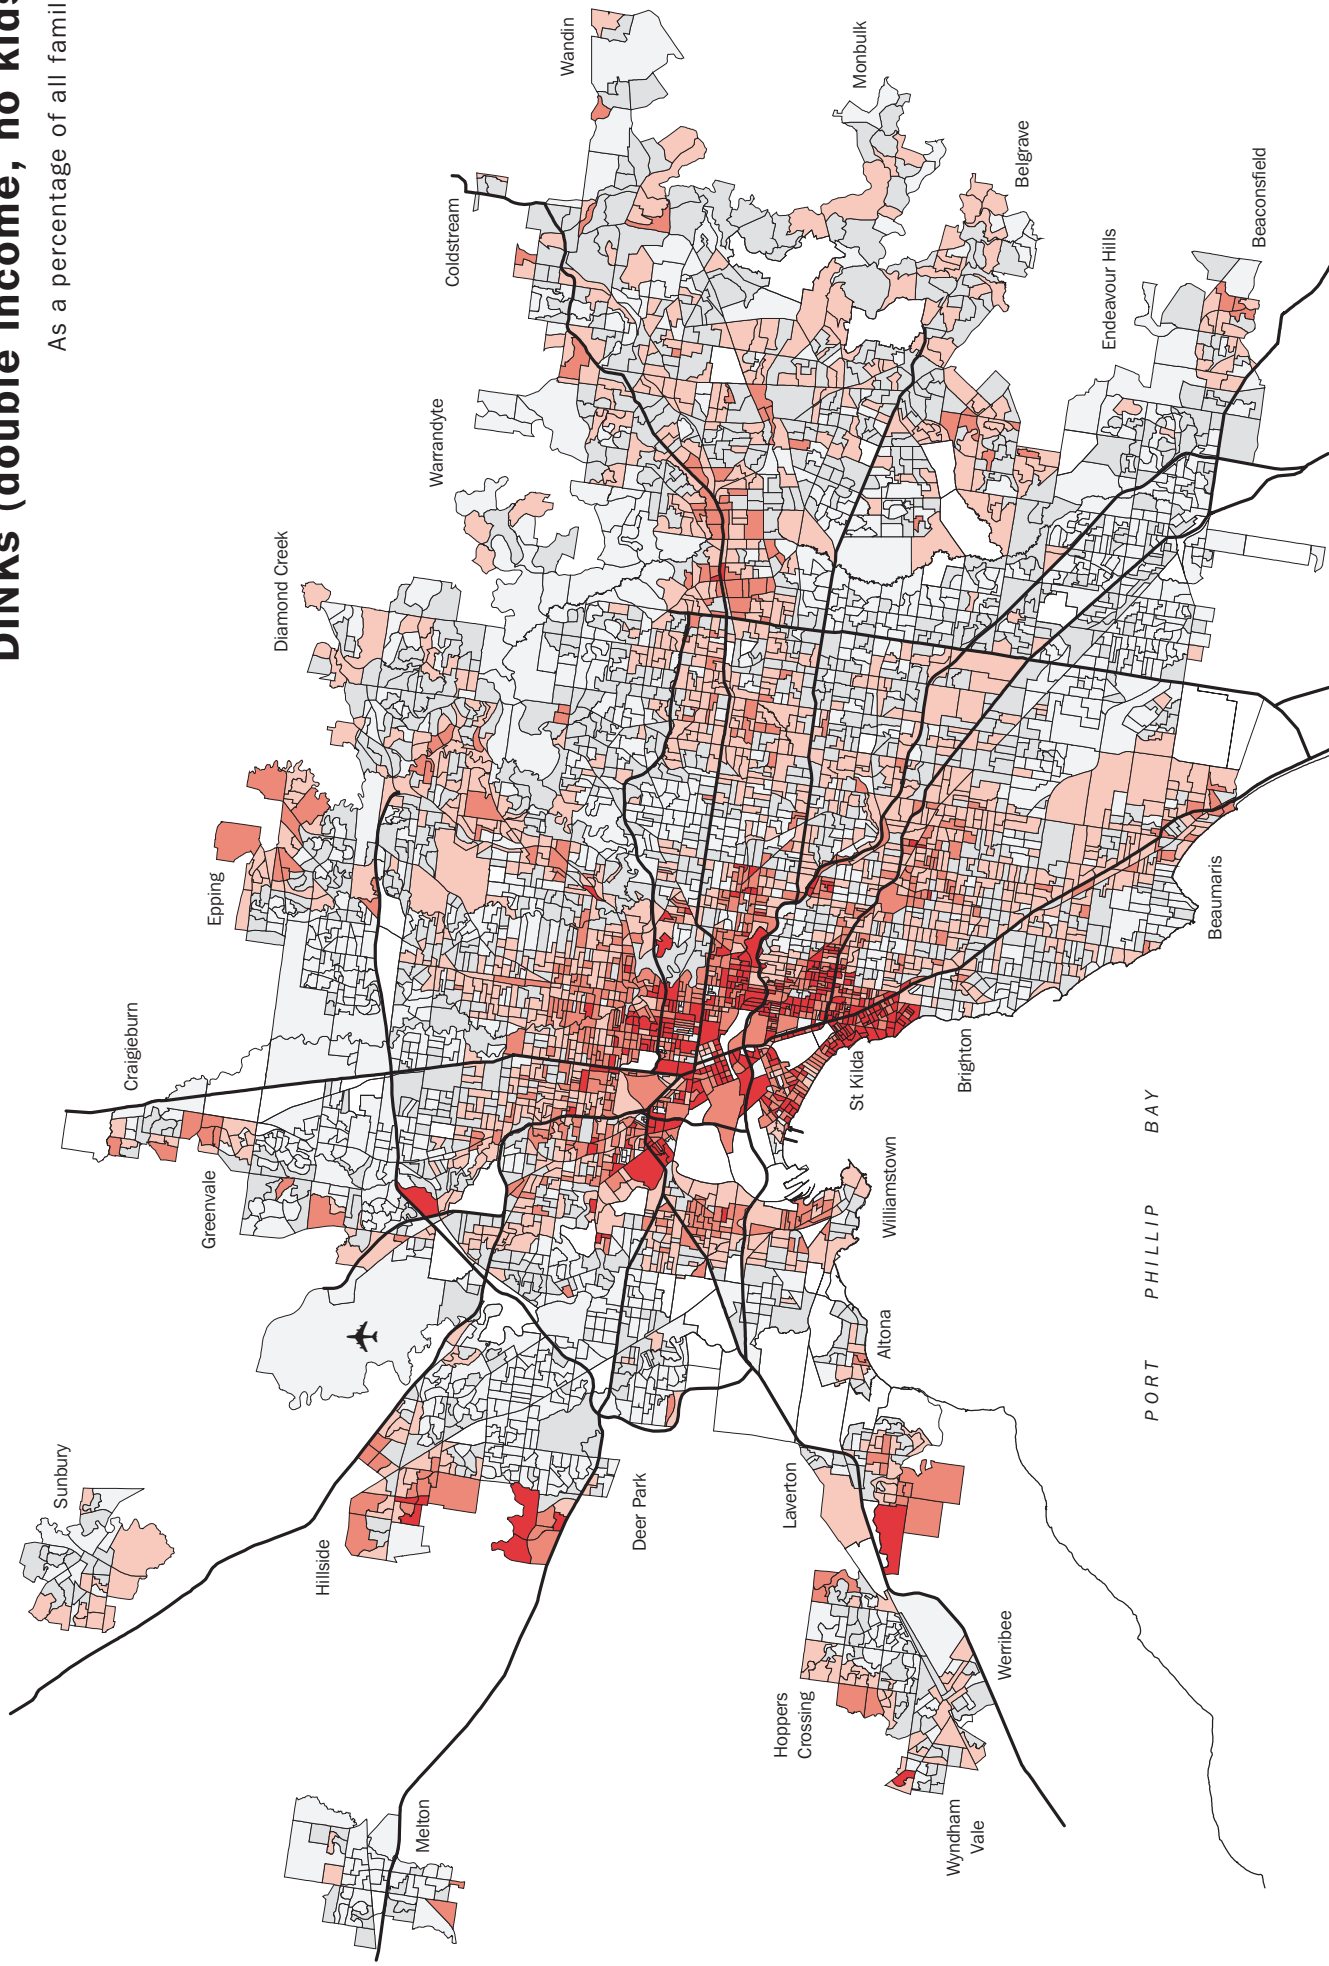 DINKs (double income, no kids
As a percentage of all famil
Wandin
Monbulk
Belgrave
Beaconsfield
Coldstream
Endeavour Hills
Warrandyte
Diamond Creek
Epping
Beaumaris
Craigieburn
Brighton
St Kilda
Greenvale
Williamstown
Altona
PORT PHILLIP BAY
Sunbury
Deer Park
Laverton
Hillside
Werribee
Hoppers
Crossing
Melton
Wyndham
Vale